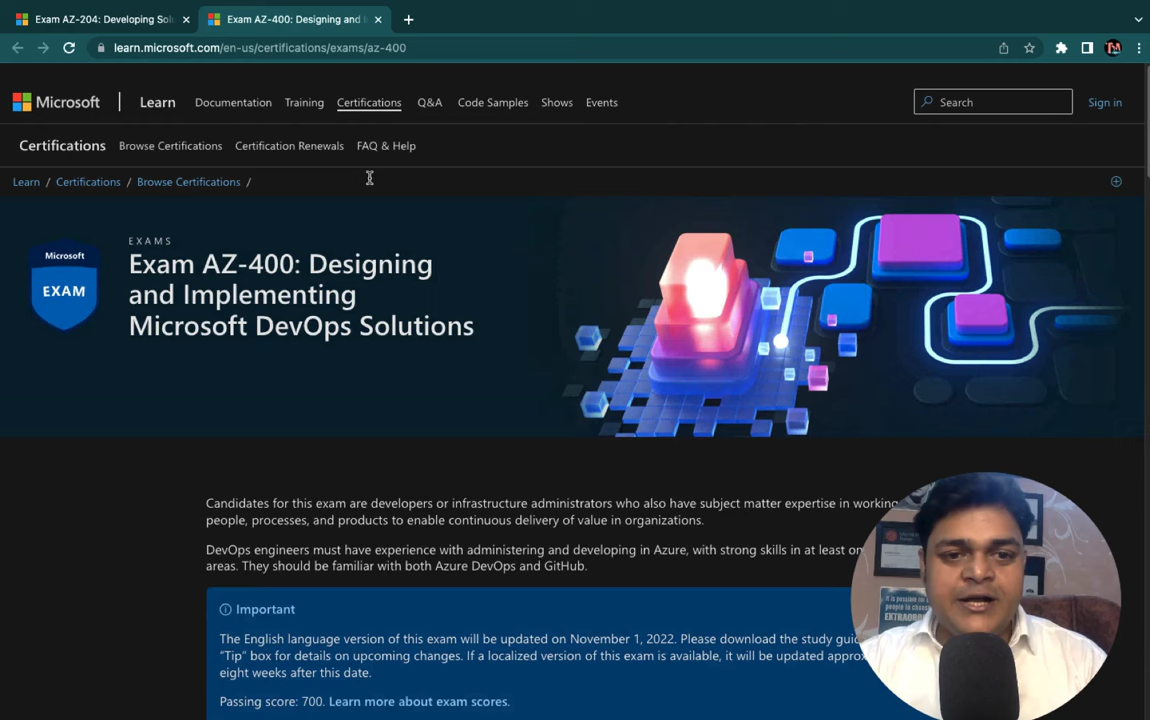 Exam AZ-204: Developing Sol
Exam AZ-400: Designing and I
learn.microsoft.com/en-us/certifications/exams/az-400
Microsoft
Learn
Documentation
Training
Certifications
Q&A
Code Samples
Shows
Events
Search
Sign in
Certifications
Browse Certifications
Certification Renewals
FAQ & Help
Learn / Certifications / Browse Certifications /
Microsoft
EXAM
EXAMS
Exam AZ-400: Designing
and Implementing
Microsoft DevOps Solutions
Candidates for this exam are developers or infrastructure administrators who also have subject matter expertise in working
people, processes, and products to enable continuous delivery of value in organizations.
DevOps engineers must have experience with administering and developing in Azure, with strong skills in at least on
areas. They should be familiar with both Azure DevOps and GitHub.
Important
The English language version of this exam will be updated on November 1, 2022. Please download the study gui
"Tip" box for details on upcoming changes. If a localized version of this exam is available, it will be updated appro
eight weeks after this date.
Passing score: 700. Learn more about exam scores.